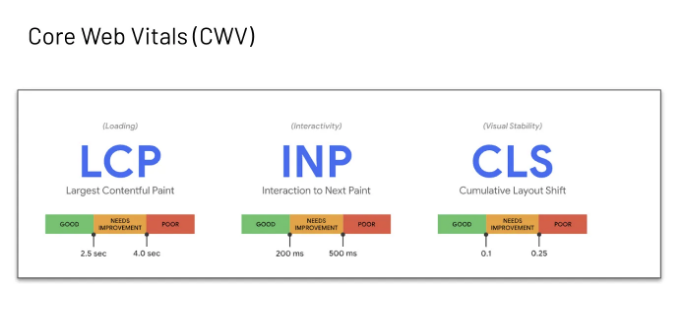 Core Web Vitals (CWV)
(Loading)
LCP
Largest Contentful Paint
GOOD
NEEDS
IMPROVEMENT
POOR
2.5 sec
4.0 sec
(Interactivity)
INP
Interaction to Next Paint
GOOD
NEEDS
IMPROVEMENT
POOR
200 ms
500 ms
(Visual Stability)
CLS
Cumulative Layout Shift
GOOD
NEEDS
IMPROVEMENT
POOR
0.1
0.25